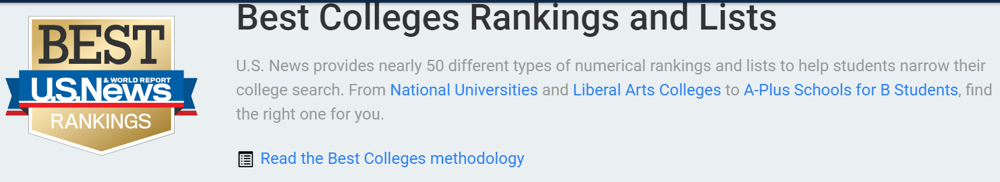 BEST
& WORLD REPORT
U.S.News
RANKINGS
Best Colleges Rankings and Lists
U.S. News provides nearly 50 different types of numerical rankings and lists to help students narrow their
college search. From National Universities and Liberal Arts Colleges to A-Plus Schools for B Students, find
the right one for you.
Read the Best Colleges methodology